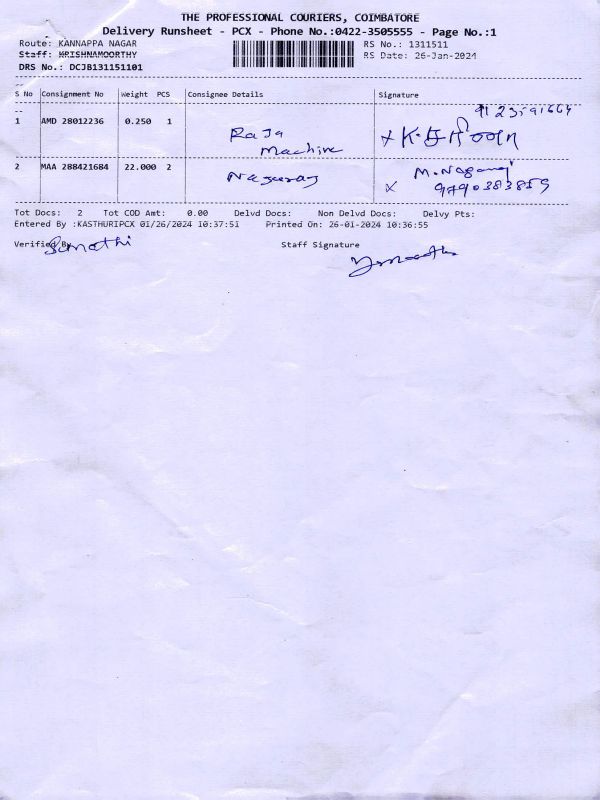 THE PROFESSIONAL COURIERS, COIMBATORE
Delivery Runsheet - PCX - Phone No.:0422-3505555 - Page No.:1
Route: KANNAPPA NAGAR
Staff: KRISHNAMOORTHY
DRS No.: DCJB131151101
RS No.: 1311511
RS Date: 26-Jan-2024
S No Consignment No Weight PCS Consignee Details Signature
1 AMD 28012236 0.250 1 Raja
Machine
2 MAA 288421684 22.000 2 Nagaraj M.Nagaraj
9790383859
Tot Docs: 2 Tot COD Amt: 0.00 Delvd Docs: Non Delvd Docs: Delvy Pts:
Entered By :KASTHURIPCX 01/26/2024 10:37:51 Printed On: 26-01-2024 10:36:55
Verified By Staff Signature